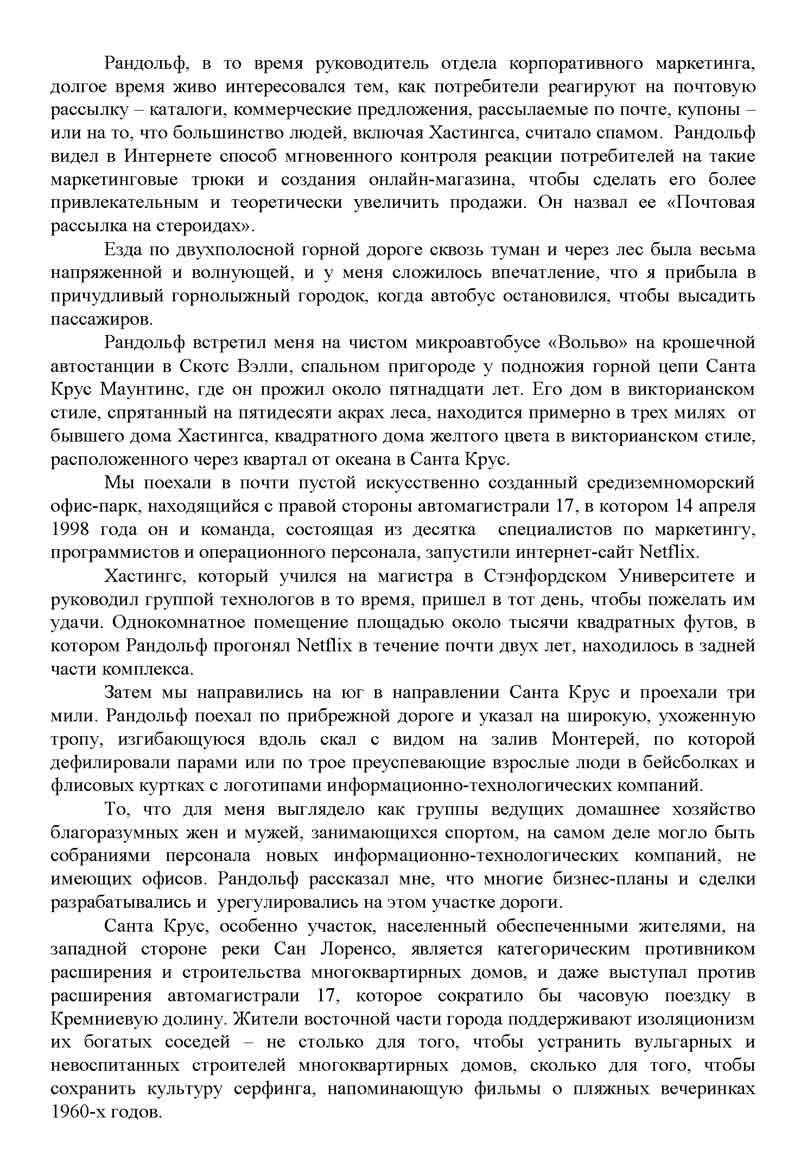 Рандольф, в то время руководитель отдела корпоративного маркетинга,
долгое время живо интересовался тем, как потребители реагируют на почтовую
рассылку – каталоги, коммерческие предложения, рассылаемые по почте, купоны –
или на то, что большинство людей, включая Хастингса, считало спамом.  Рандольф
видел в Интернете способ мгновенного контроля реакции потребителей на такие
маркетинговые трюки и создания онлайн-магазина, чтобы сделать его более
привлекательным и теоретически увеличить продажи. Он назвал ее «Почтовая
рассылка на стероидах».
Езда по двухполосной горной дороге сквозь туман и через лес была весьма
напряженной и волнующей, и у меня сложилось впечатление, что я прибыла в
причудливый горнолыжный городок, когда автобус остановился, чтобы высадить
пассажиров.
Рандольф встретил меня на чистом микроавтобусе «Вольво» на крошечной
автостанции в Скотс Вэлли, спальном пригороде у подножия горной цепи Санта
Крус Маунтинс, где он прожил около пятнадцати лет. Его дом в викторианском
стиле, спрятанный на пятидесяти акрах леса, находится примерно в трех милях  от
бывшего дома Хастингса, квадратного дома желтого цвета в викторианском стиле,
расположенного через квартал от океана в Санта Крус.
Мы поехали в почти пустой искусственно созданный средиземноморский
офис-парк, находящийся с правой стороны автомагистрали 17, в котором 14 апреля
1998 года он и команда, состоящая из десятка  специалистов по маркетингу,
программистов и операционного персонала, запустили интернет-сайт Netflix.
Хастингс, который учился на магистра в Стэнфордском Университете и
руководил группой технологов в то время, пришел в тот день, чтобы пожелать им
удачи. Однокомнатное помещение площадью около тысячи квадратных футов, в
котором Рандольф прогонял Netflix в течение почти двух лет, находилось в задней
части комплекса.
Затем мы направились на юг в направлении Санта Крус и проехали три
мили. Рандольф поехал по прибрежной дороге и указал на широкую, ухоженную
тропу, изгибающуюся вдоль скал с видом на залив Монтерей, по которой
дефилировали парами или по трое преуспевающие взрослые люди в бейсболках и
флисовых куртках с логотипами информационно-технологических компаний.
То, что для меня выглядело как группы ведущих домашнее хозяйство
благоразумных жен и мужей, занимающихся спортом, на самом деле могло быть
собраниями персонала новых информационно-технологических компаний, не
имеющих офисов. Рандольф рассказал мне, что многие бизнес-планы и сделки
разрабатывались и  урегулировались на этом участке дороги.
Санта Крус, особенно участок, населенный обеспеченными жителями, на
западной стороне реки Сан Лоренсо, является категорическим противником
расширения и строительства многоквартирных домов, и даже выступал против
расширения автомагистрали 17, которое сократило бы часовую поездку в
Кремниевую долину. Жители восточной части города поддерживают изоляционизм
их богатых соседей – не столько для того, чтобы устранить вульгарных и
невоспитанных строителей многоквартирных домов, сколько для того, чтобы
сохранить культуру серфинга, напоминающую фильмы о пляжных вечеринках
1960-х годов.